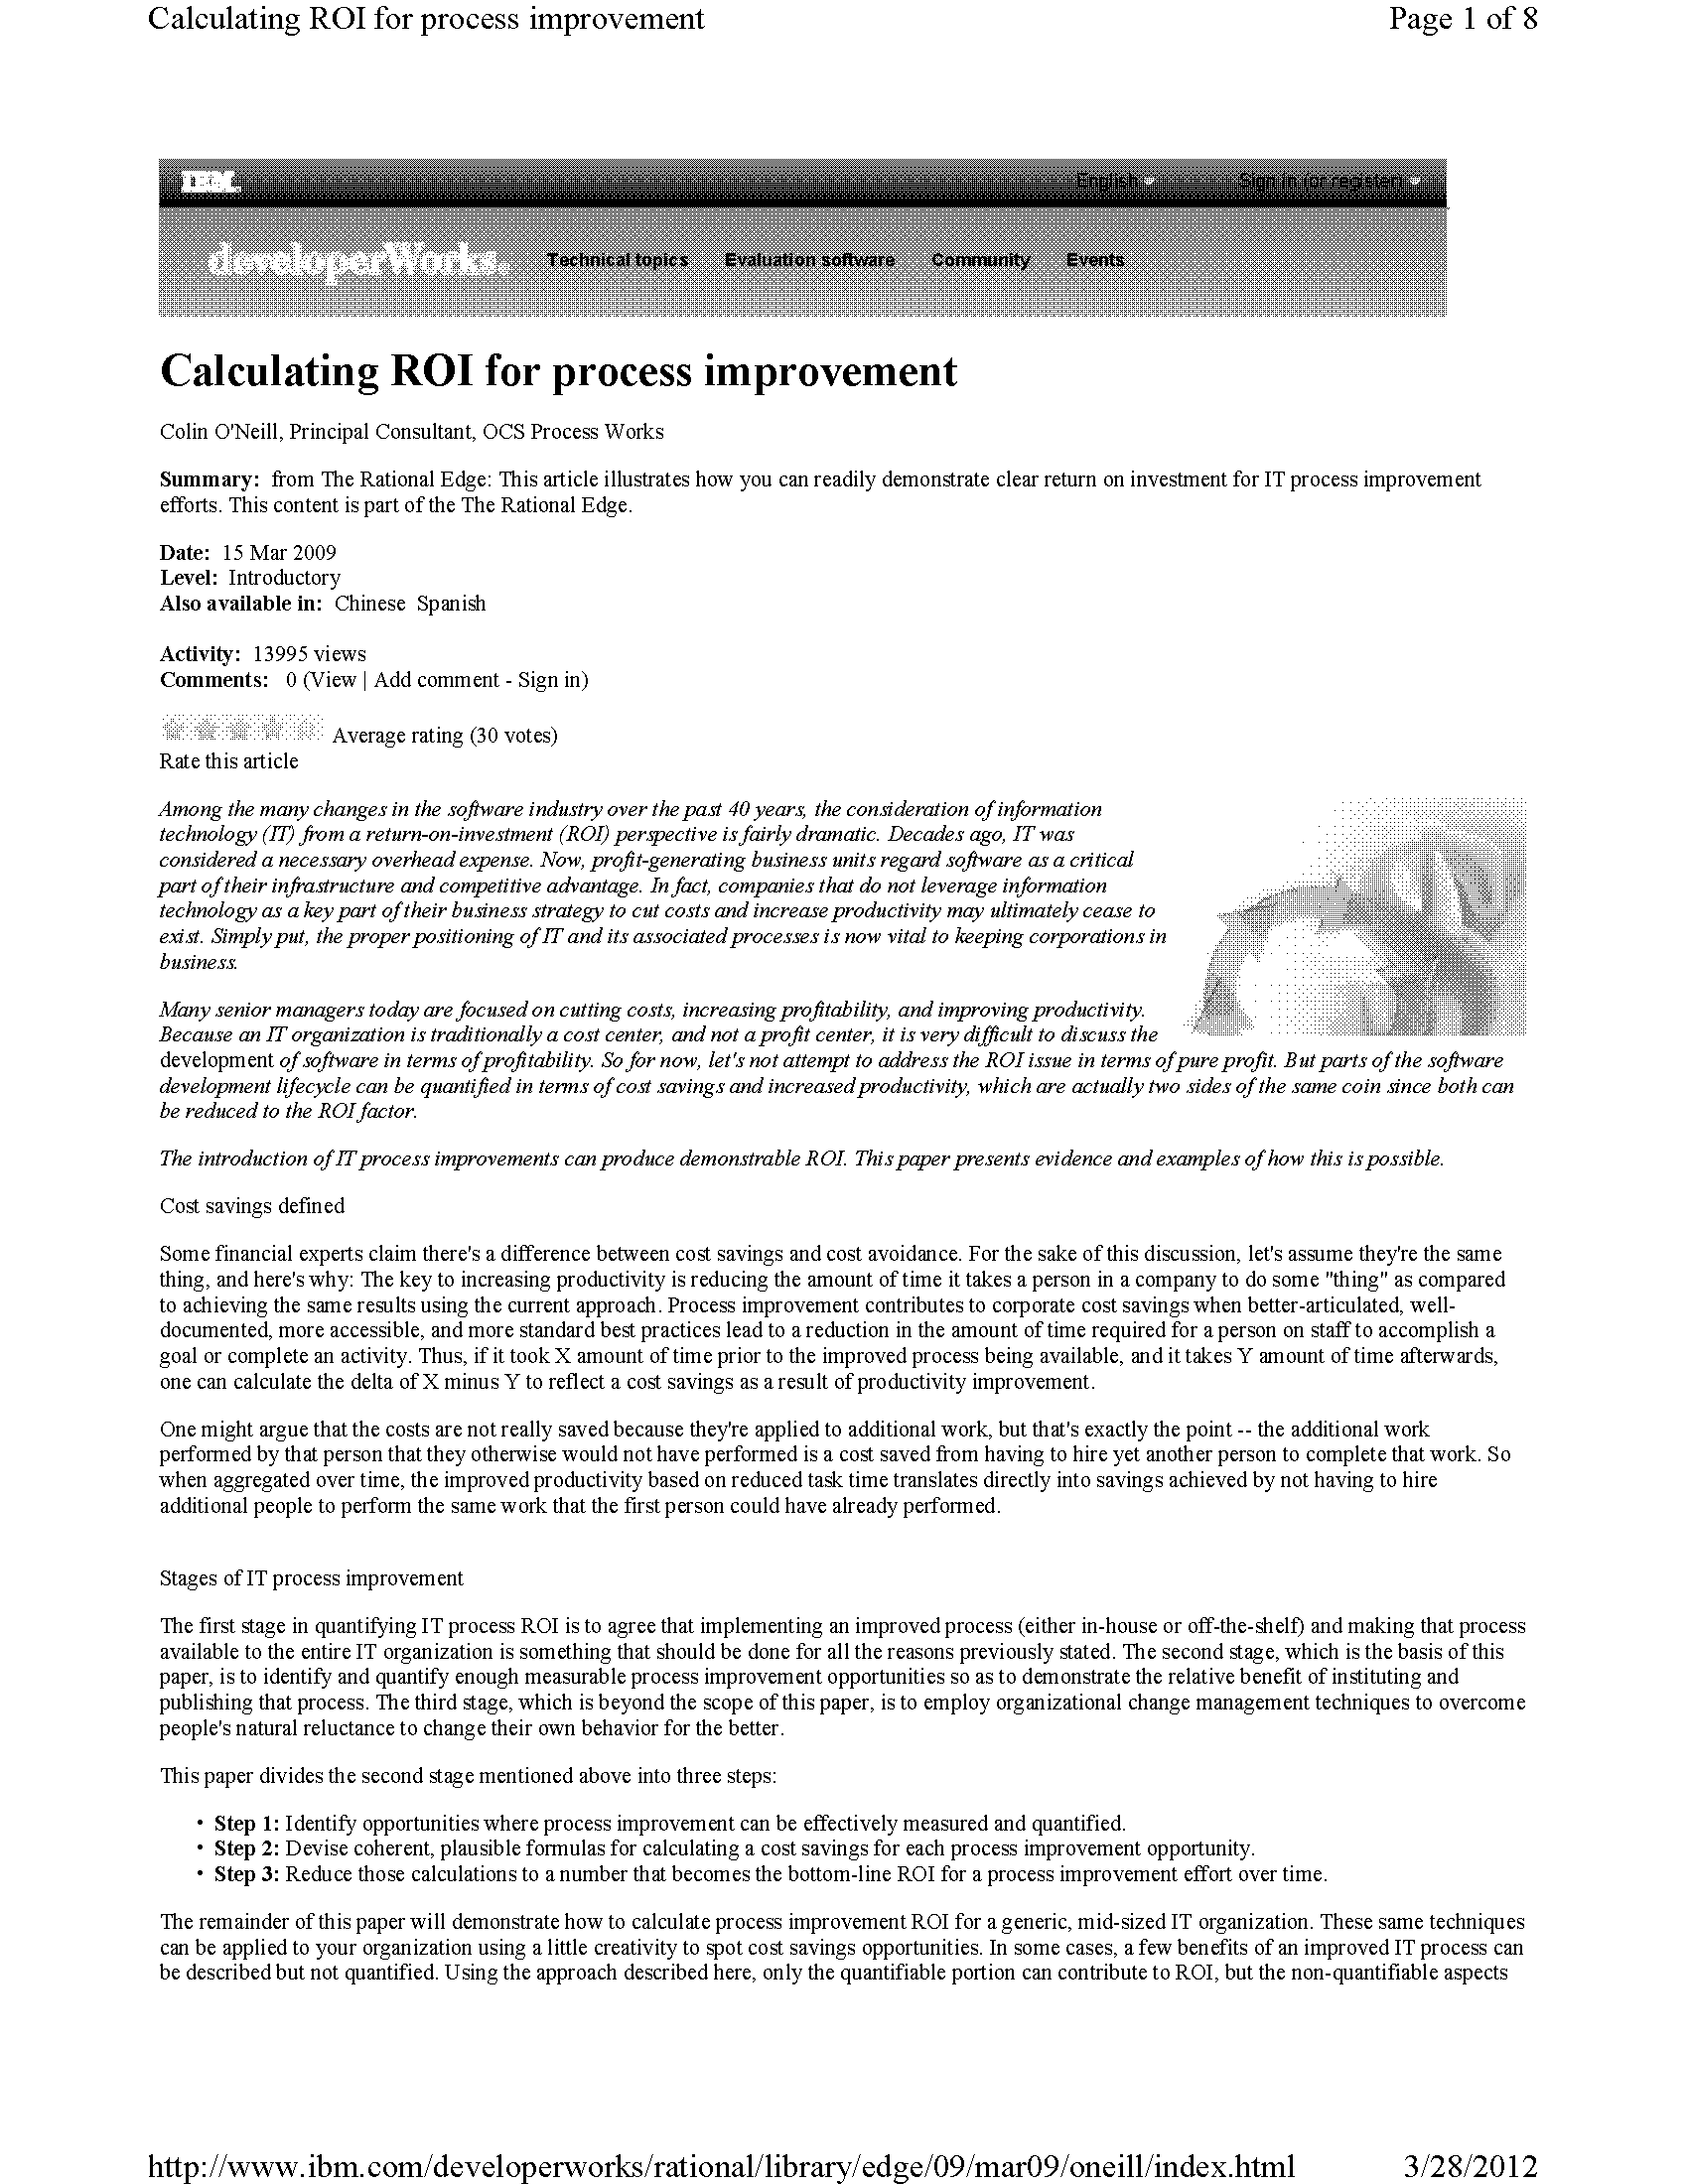 Calculating ROI for process improvement Page 1 of 8
IBM.
English Sign in (or register)
developerWorks. Technical topics Evaluation software Community Events
Calculating ROI for process improvement
Colin O'Neill, Principal Consultant, OCS Process Works
Summary: from The Rational Edge: This article illustrates how you can readily demonstrate clear return on investment for IT process improvement
efforts. This content is part of the The Rational Edge.
Date: 15 Mar 2009
Level: Introductory
Also available in: Chinese Spanish
Activity: 13995 views
Comments: 0 (View | Add comment - Sign in)
Average rating (30 votes)
Rate this article
Among the many changes in the software industry over the past 40 years, the consideration of information
technology (IT) from a return-on-investment (ROI) perspective is fairly dramatic. Decades ago, IT was
considered a necessary overhead expense. Now, profit-generating business units regard software as a critical
part of their infrastructure and competitive advantage. In fact, companies that do not leverage information
technology as a key part of their business strategy to cut costs and increase productivity may ultimately cease to
exist. Simply put, the proper positioning of IT and its associated processes is now vital to keeping corporations in
business.
Many senior managers today are focused on cutting costs, increasing profitability, and improving productivity.
Because an IT organization is traditionally a cost center, and not a profit center, it is very difficult to discuss the
development of software in terms of profitability. So for now, let's not attempt to address the ROI issue in terms of pure profit. But parts of the software
development lifecycle can be quantified in terms of cost savings and increased productivity, which are actually two sides of the same coin since both can
be reduced to the ROI factor.
The introduction of IT process improvements can produce demonstrable ROI. This paper presents evidence and examples of how this is possible.
Cost savings defined
Some financial experts claim there's a difference between cost savings and cost avoidance. For the sake of this discussion, let's assume they're the same
thing, and here's why: The key to increasing productivity is reducing the amount of time it takes a person in a company to do some "thing" as compared
to achieving the same results using the current approach. Process improvement contributes to corporate cost savings when better-articulated, well-
documented, more accessible, and more standard best practices lead to a reduction in the amount of time required for a person on staff to accomplish a
goal or complete an activity. Thus, if it took X amount of time prior to the improved process being available, and it takes Y amount of time afterwards,
one can calculate the delta of X minus Y to reflect a cost savings as a result of productivity improvement.
One might argue that the costs are not really saved because they're applied to additional work, but that's exactly the point -- the additional work
performed by that person that they otherwise would not have performed is a cost saved from having to hire yet another person to complete that work. So
when aggregated over time, the improved productivity based on reduced task time translates directly into savings achieved by not having to hire
additional people to perform the same work that the first person could have already performed.
Stages of IT process improvement
The first stage in quantifying IT process ROI is to agree that implementing an improved process (either in-house or off-the-shelf) and making that process
available to the entire IT organization is something that should be done for all the reasons previously stated. The second stage, which is the basis of this
paper, is to identify and quantify enough measurable process improvement opportunities so as to demonstrate the relative benefit of instituting and
publishing that process. The third stage, which is beyond the scope of this paper, is to employ organizational change management techniques to overcome
people's natural reluctance to change their own behavior for the better.
This paper divides the second stage mentioned above into three steps:
• Step 1: Identify opportunities where process improvement can be effectively measured and quantified.
• Step 2: Devise coherent, plausible formulas for calculating a cost savings for each process improvement opportunity.
• Step 3: Reduce those calculations to a number that becomes the bottom-line ROI for a process improvement effort over time.
The remainder of this paper will demonstrate how to calculate process improvement ROI for a generic, mid-sized IT organization. These same techniques
can be applied to your organization using a little creativity to spot cost savings opportunities. In some cases, a few benefits of an improved IT process can
be described but not quantified. Using the approach described here, only the quantifiable portion can contribute to ROI, but the non-quantifiable aspects
http://www.ibm.com/developerworks/rational/library/edge/09/mar09/oneill/index.html 3/28/2012